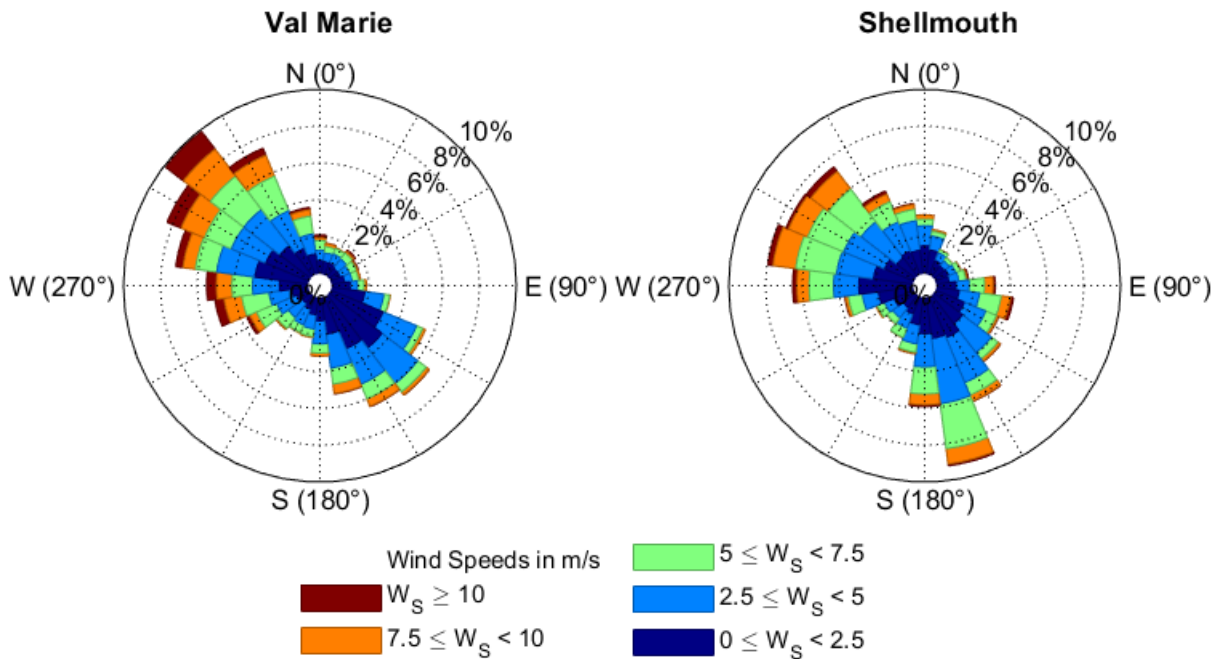 Val Marie
Shellmouth
N (0°)
10%
8%
6%
4%
2%
0%
W (270°)
E (90°)
S (180°)
N (0°)
10%
8%
6%
4%
2%
0%
W (270°)
E (90°)
S (180°)
Wind Speeds in m/s
W_S ≥ 10
7.5 ≤ W_S < 10
5 ≤ W_S < 7.5
2.5 ≤ W_S < 5
0 ≤ W_S < 2.5